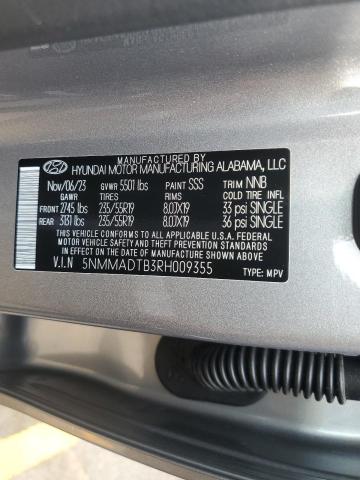 MANUFACTURED BY
HYUNDAI MOTOR MANUFACTURING ALABAMA, LLC
Nov/06/23 GVWR 5501 lbs PAINT SSS TRIM NNB
GAWR TIRES RIMS COLD TIRE INFL
FRONT 2745 lbs 235/55R19 8.0JX19 33 psi SINGLE
REAR 3131 lbs 235/55R19 8.0JX19 36 psi SINGLE
THIS VEHICLE CONFORMS TO ALL APPLICABLE U.S.A FEDERAL
MOTOR VEHICLE SAFETY AND THEFT PREVENTION STANDARDS
IN EFFECT ON THE DATE OF MANUFACTURE SHOWN ABOVE.
V.I.N 5NMMADTB3RH009355 TYPE: MPV